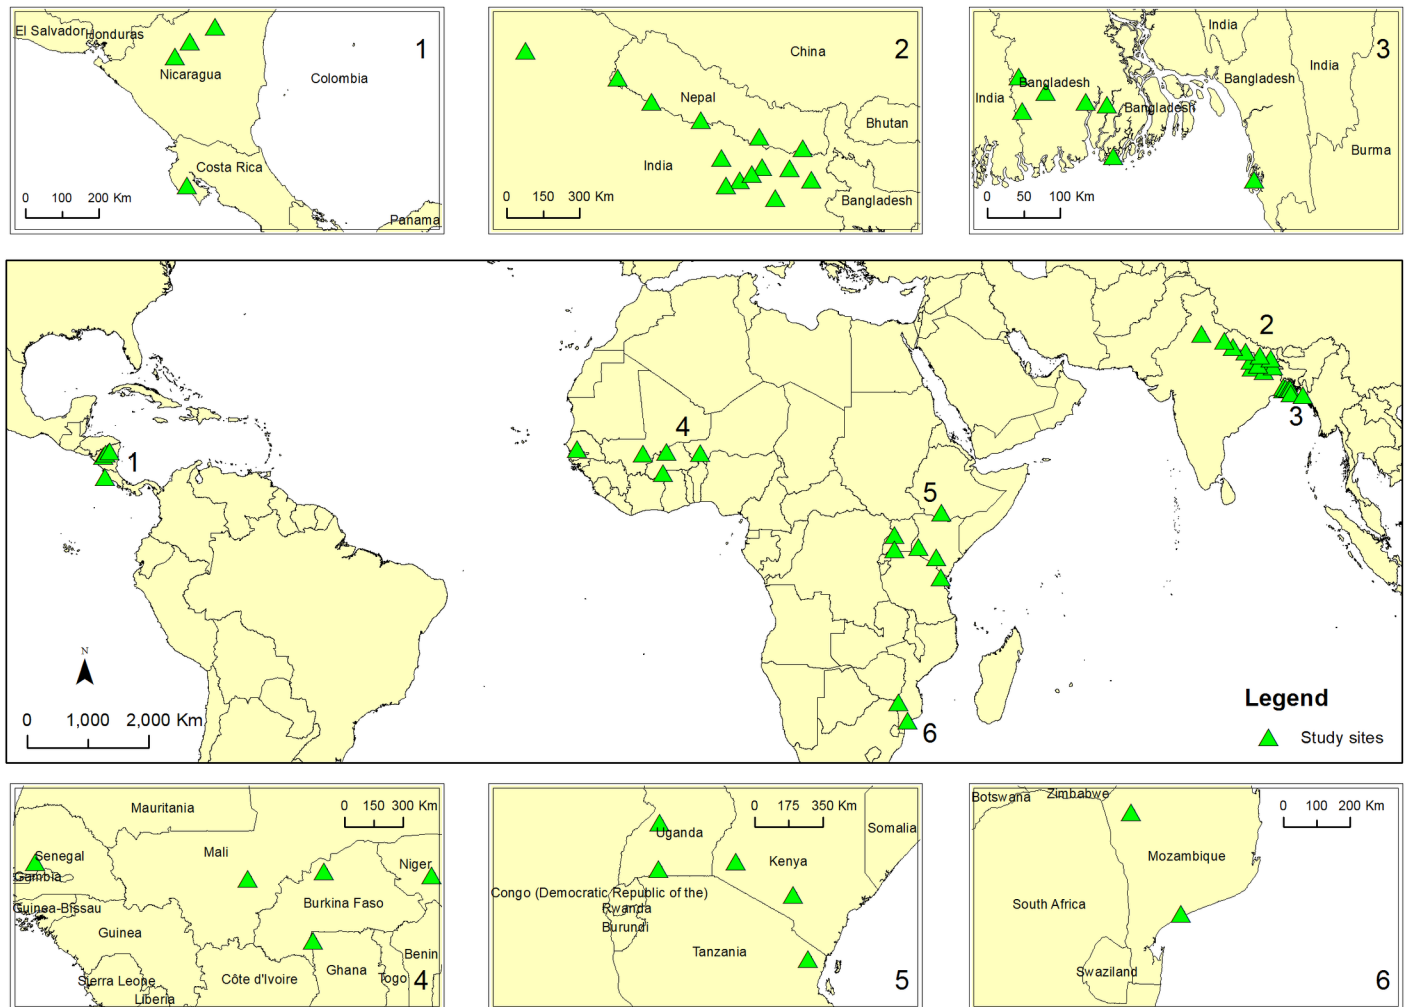 El Salvador
Honduras
Nicaragua
Colombia
Costa Rica
Panama
0 100 200 Km
1
China
Nepal
Bhutan
India
Bangladesh
0 150 300 Km
2
India
Bangladesh
India
Bangladesh
India
Bangladesh
Burma
0 50 100 Km
3
1
2
3
4
5
6
N
0 1,000 2,000 Km
Legend
Study sites
Mauritania
0 150 300 Km
Senegal
Mali
Niger
Gambia
Burkina Faso
Guinea-Bissau
Guinea
Benin
Sierra Leone
Côte d'Ivoire
Ghana
Togo
Liberia
4
0 175 350 Km
Uganda
Somalia
Kenya
Congo (Democratic Republic of the)
Rwanda
Burundi
Tanzania
5
Botswana
Zimbabwe
0 100 200 Km
Mozambique
South Africa
Swaziland
6